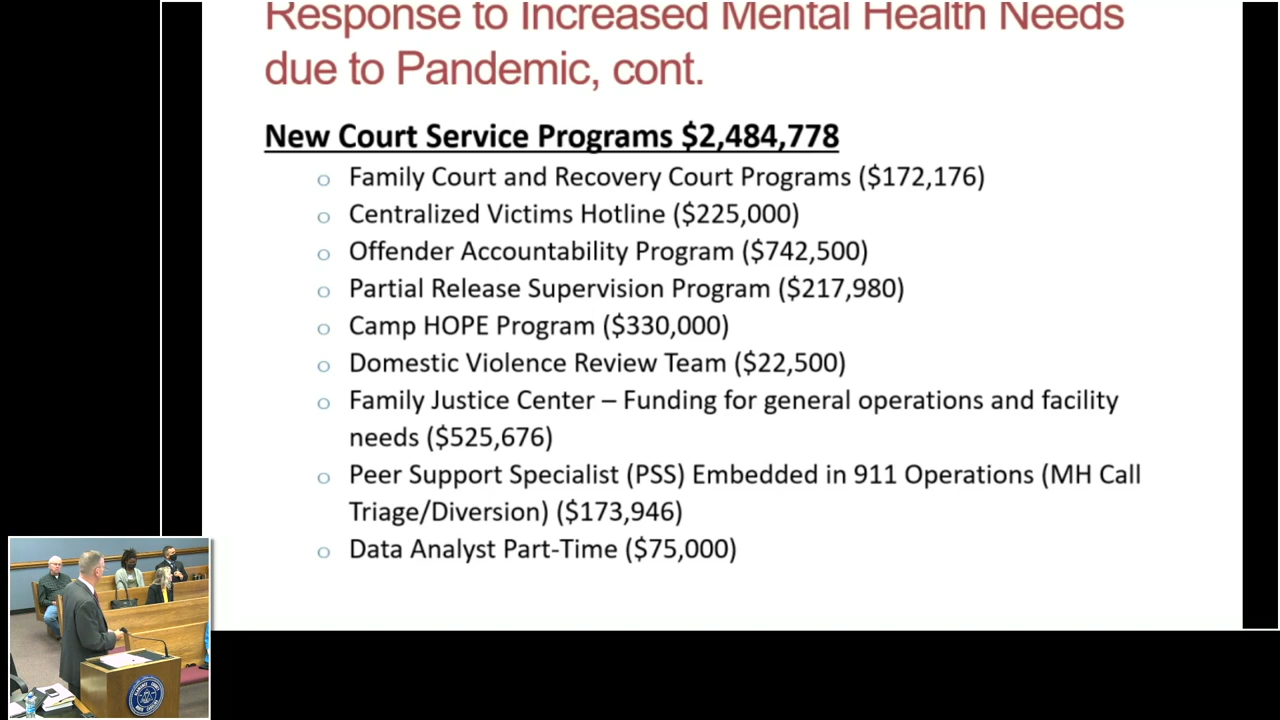 Response to Increased Mental Health Needs
due to Pandemic, cont.
New Court Service Programs $2,484,778
o Family Court and Recovery Court Programs ($172,176)
o Centralized Victims Hotline ($225,000)
o Offender Accountability Program ($742,500)
o Partial Release Supervision Program ($217,980)
o Camp HOPE Program ($330,000)
o Domestic Violence Review Team ($22,500)
o Family Justice Center – Funding for general operations and facility
needs ($525,676)
o Peer Support Specialist (PSS) Embedded in 911 Operations (MH Call
Triage/Diversion) ($173,946)
o Data Analyst Part-Time ($75,000)